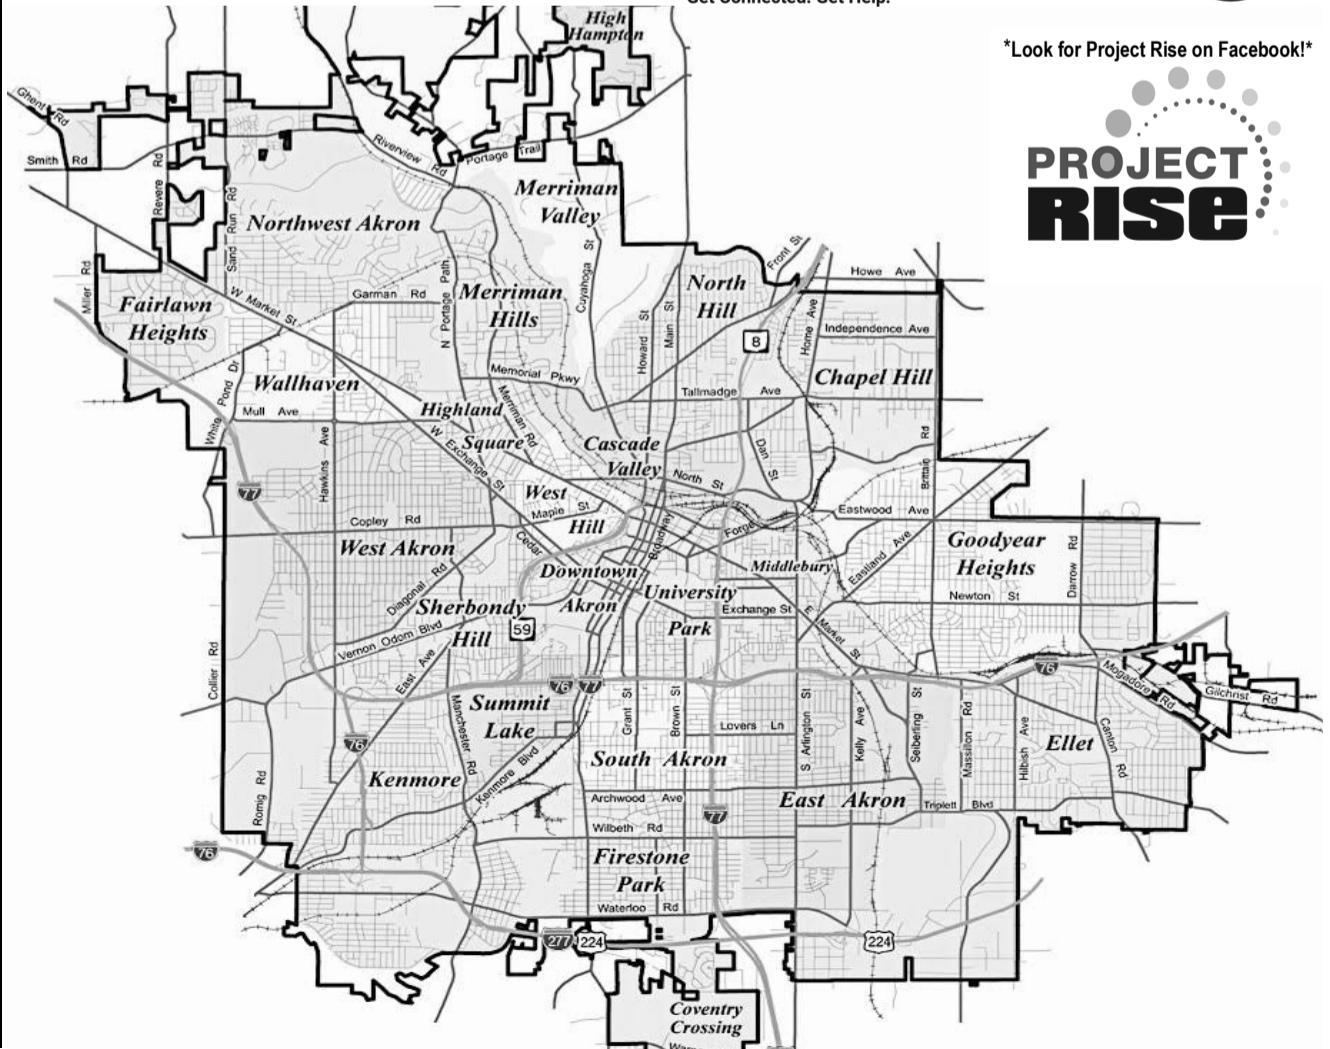 Get Connected. Get Help.
*Look for Project Rise on Facebook!*
PROJECT
RISe
High
Hampton
Ghent Rd
Smith Rd
Revere Rd
Riverview Rd
Portage Trail
Merriman
Valley
Northwest Akron
Sand Run Rd
Miller Rd
Fairlawn
Heights
W Market St
Garman Rd
N Portage Path
Merriman
Hills
Cuyahoga St
North
Hill
Howard St
Main St
Front St
Howe Ave
8
Home Ave
Independence Ave
Chapel Hill
Wallhaven
White Pond Dr
Mull Ave
Memorial Pkwy
Merriman Rd
Tallmadge Ave
Highland
Square
W Exchange St
Cascade
Valley
North St
Dan St
Brittain Rd
Hawkins Ave
77
West
Hill
Maple St
Copley Rd
West Akron
Cedar
Broadway
Forge
Eastwood Ave
Eastland Ave
Goodyear
Heights
Darrow Rd
Newton St
Middlebury
Downtown
Akron
University
Park
Exchange St
E Market St
Diagonal Rd
Sherbondy
Hill
59
Vernon Odom Blvd
East Ave
Collier Rd
76
77
76
Mogadore Rd
Gilchrist Rd
Summit
Lake
Manchester Rd
Grant St
Brown St
Lovers Ln
S Arlington St
Kelly Ave
Seiberling St
Massillon Rd
Hilbish Ave
Canton Rd
Ellet
76
Kenmore
Kenmore Blvd
South Akron
Romig Rd
Archwood Ave
East Akron
Triplett Blvd
77
Wilbeth Rd
76
Firestone
Park
Waterloo Rd
277
224
224
Coventry
Crossing